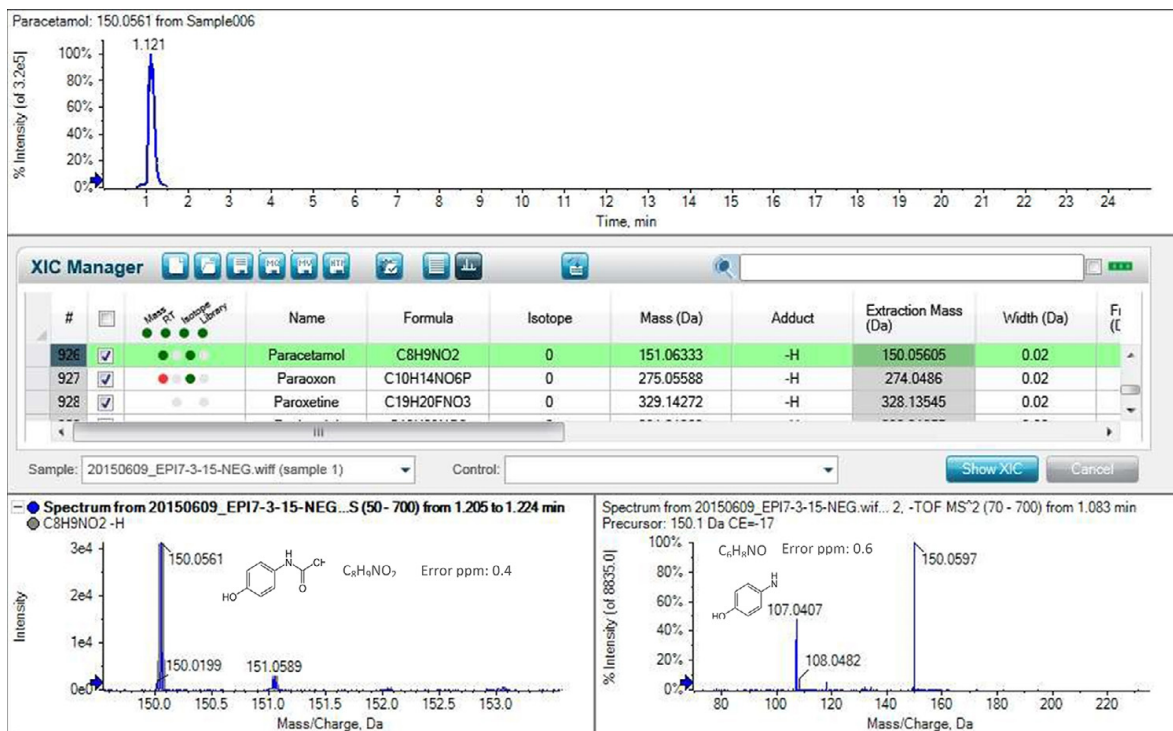 Paracetamol: 150.0561 from Sample006
1.121
100%
80%
60%
40%
20%
0%
% Intensity (of 3.2e5)
1 2 3 4 5 6 7 8 9 10 11 12 13 14 15 16 17 18 19 20 21 22 23 24
Time, min
XIC Manager
MQ MV
# Mass RT Isotope Library Name Formula Isotope Mass (Da) Adduct Extraction Mass (Da) Width (Da)
926 Paracetamol C8H9NO2 0 151.06333 -H 150.05605 0.02
927 Paraoxon C10H14NO6P 0 275.05588 -H 274.0486 0.02
928 Paroxetine C19H20FNO3 0 329.14272 -H 328.13545 0.02
Sample: 20150609_EPI7-3-15-NEG.wiff (sample 1) Control: Show XIC Cancel
Spectrum from 20150609_EPI7-3-15-NEG...S (50 - 700) from 1.205 to 1.224 min
C8H9NO2 -H
3e4
2e4
1e4
0e0
Intensity
150.0561
H
N
O
HO
C₈H₉NO₂ Error ppm: 0.4
150.0199
151.0589
150.0 150.5 151.0 151.5 152.0 152.5 153.0
Mass/Charge, Da
Spectrum from 20150609_EPI7-3-15-NEG.wif... 2, -TOF MS^2 (70 - 700) from 1.083 min
Precursor: 150.1 Da CE=-17
100%
80%
60%
40%
20%
0%
% Intensity (of 8835.0)
C₆H₈NO Error ppm: 0.6
NH
HO
150.0597
107.0407
108.0482
80 100 120 140 160 180 200 220
Mass/Charge, Da